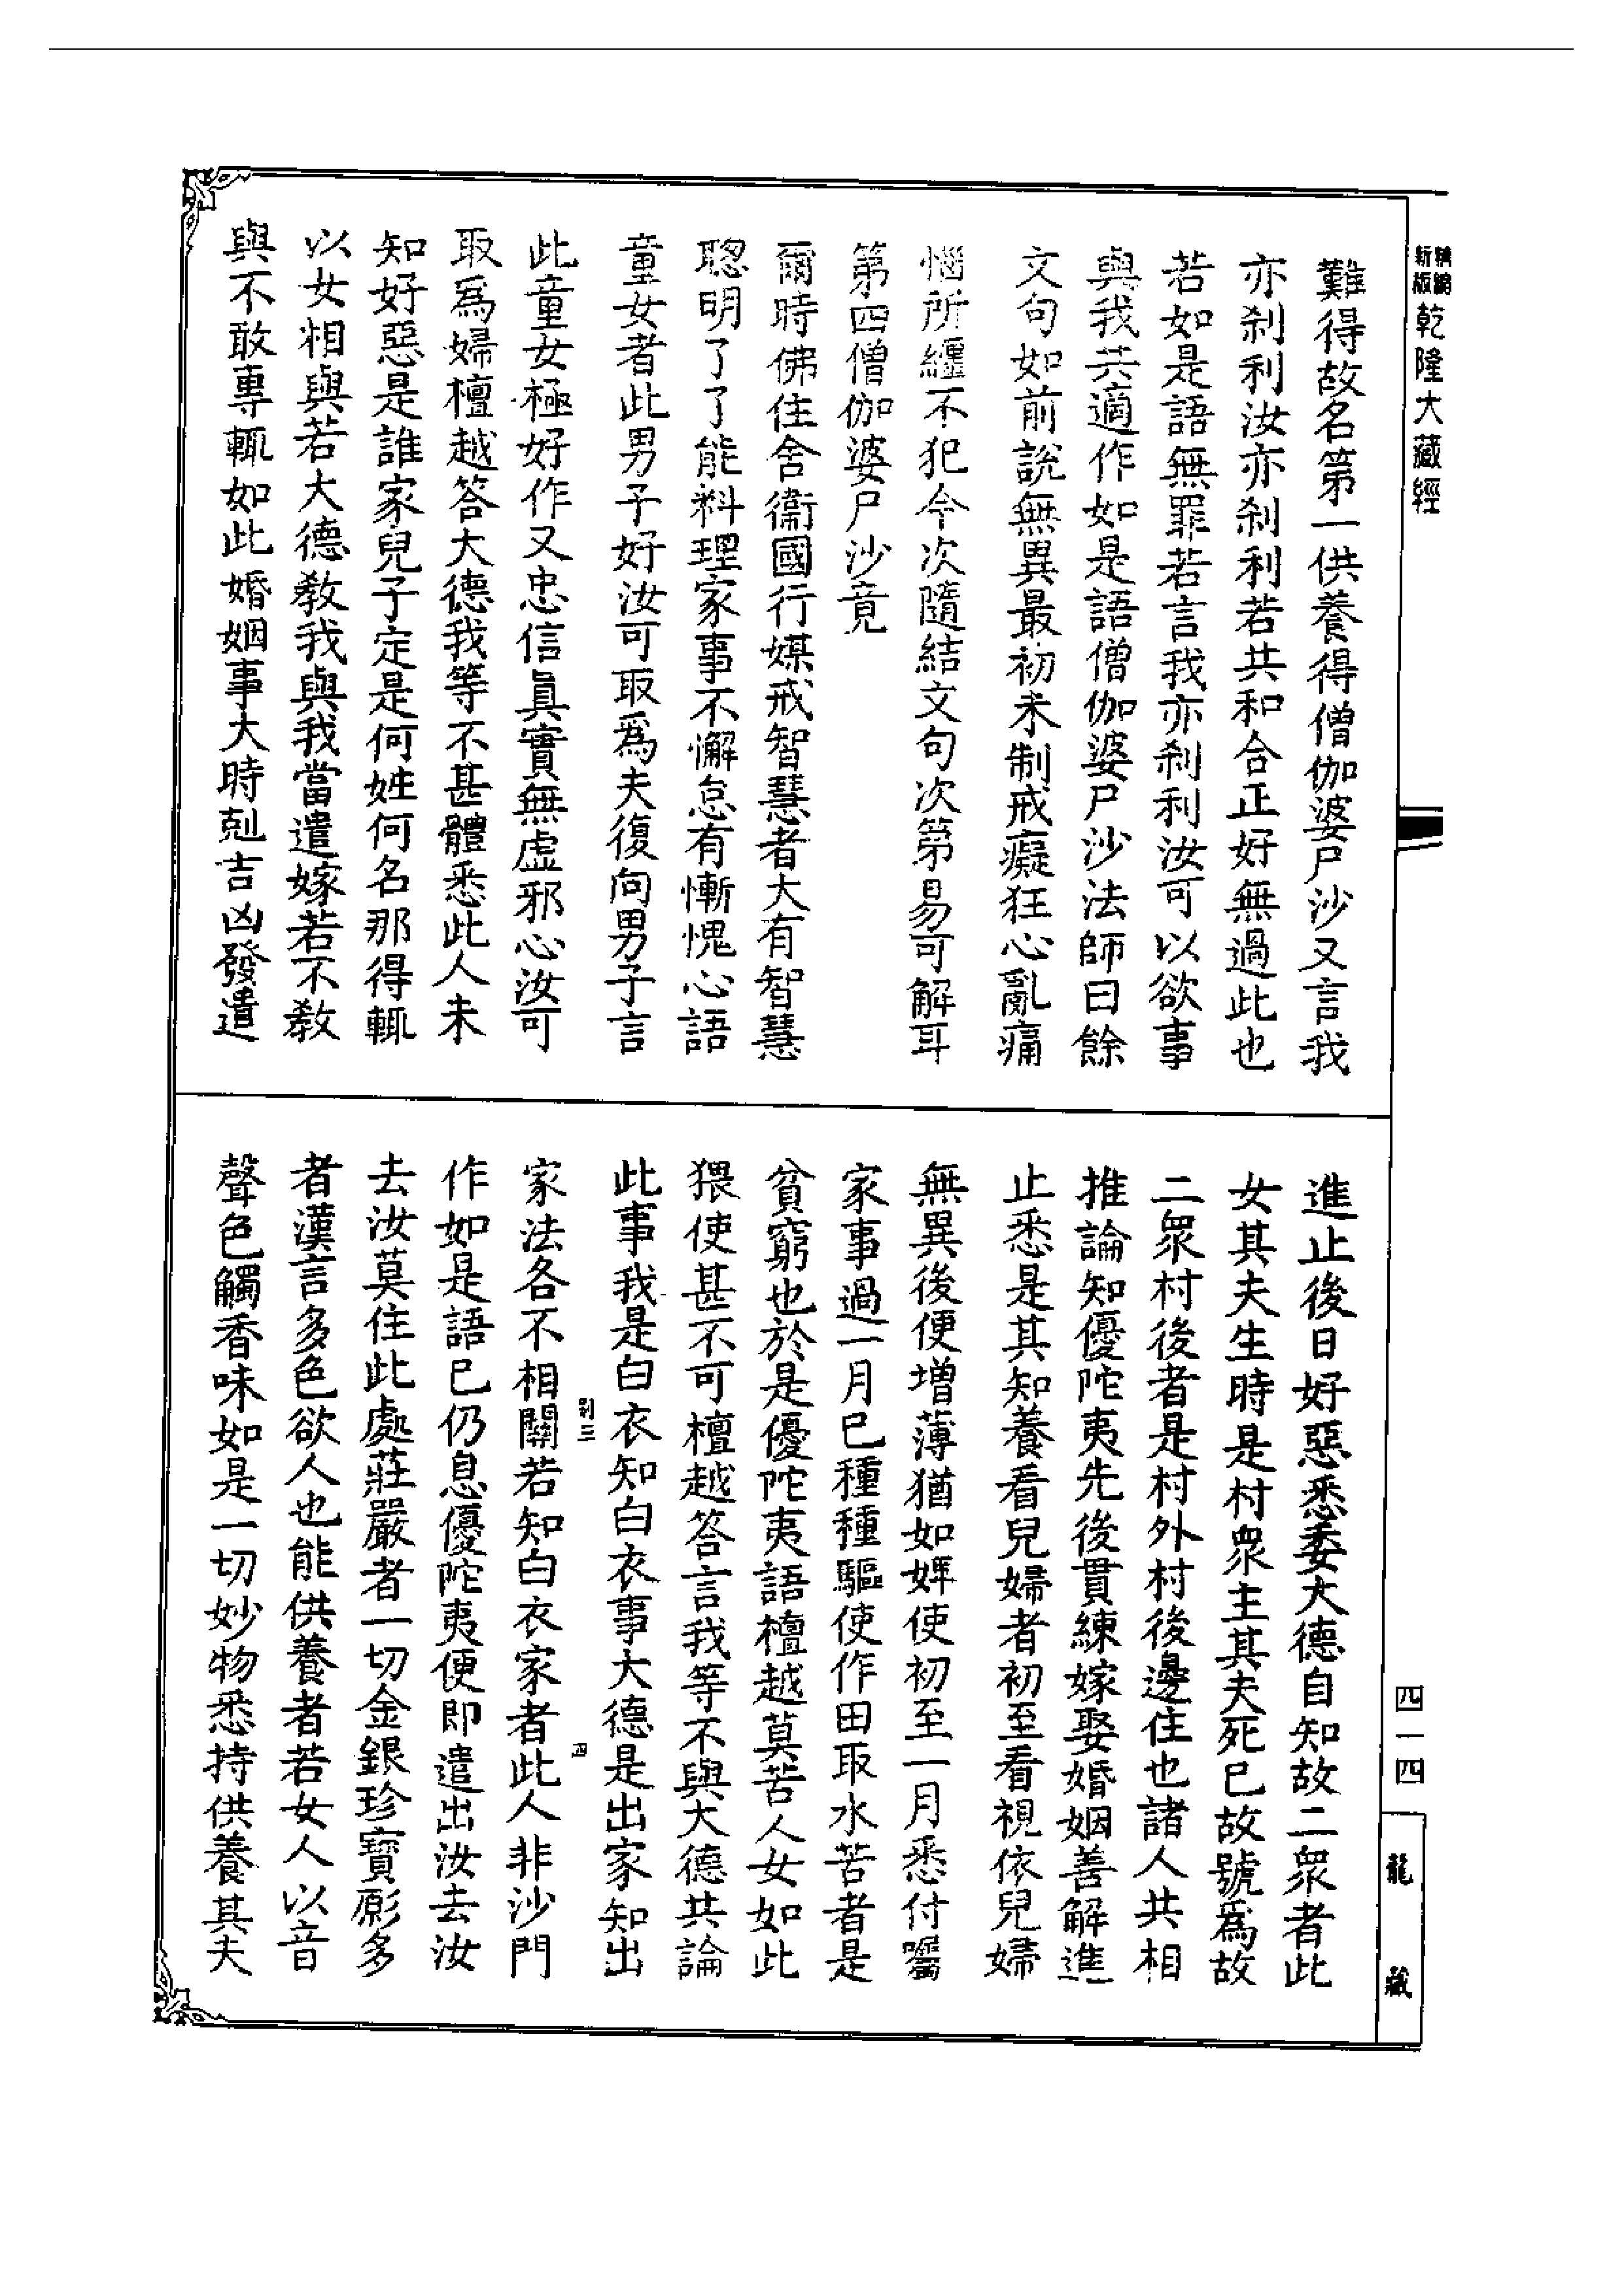 精編
新版
乾隆大藏經
難得故名第一供養得僧伽婆尸沙又言我
亦刹利汝亦刹利若共和合正好無過此也
若如是語無罪若言我亦刹利汝可以欲事
與我共適作如是語僧伽婆尸沙法師曰餘
文句如前說無異最初未制戒癡狂心亂痛
惱所纏不犯今次隨結文句次第易可解耳
第四僧伽婆尸沙竟
爾時佛住舍衞國行媒戒智慧者大有智慧
聰明了了能料理家事不懈怠有慚愧心語
童女者此男子好汝可取爲夫復向男子言
此童女極好作又忠信眞實無虛邪心汝可
取爲婦檀越答大德我等不甚體悉此人未
知好惡是誰家兒子定是何姓何名那得輒
以女相與若大德敎我與我當遣嫁若不敎
與不敢專輒如此婚姻事大時剋吉凶發遣
進止後日好惡悉委大德自知故二衆者此
女其夫生時是村衆主其夫死已故號爲故
二衆村後者是村外村後邊住也諸人共相
推論知優陀夷先後貫練嫁娶婚姻善解進
止悉是其知養看兒婦者初至看視依兒婦
無異後便增薄猶如婢使初至一月悉付囑
家事過一月已種種驅使作田取水苦者是
貧窮也於是優陀夷語檀越莫苦人女如此
猥使甚不可檀越答言我等不與大德共論
此事我是白衣知白衣事大德是出家知出
家法各不相關若知白衣家者此人非沙門
作如是語已仍息優陀夷便卽遣出汝去汝
去汝莫住此處莊嚴者一切金銀珍寶厠多
者漢言多色欲人也能供養者若女人以音
聲色觸香味如是一切妙物悉持供養其夫
別三
四
四一四
龍藏